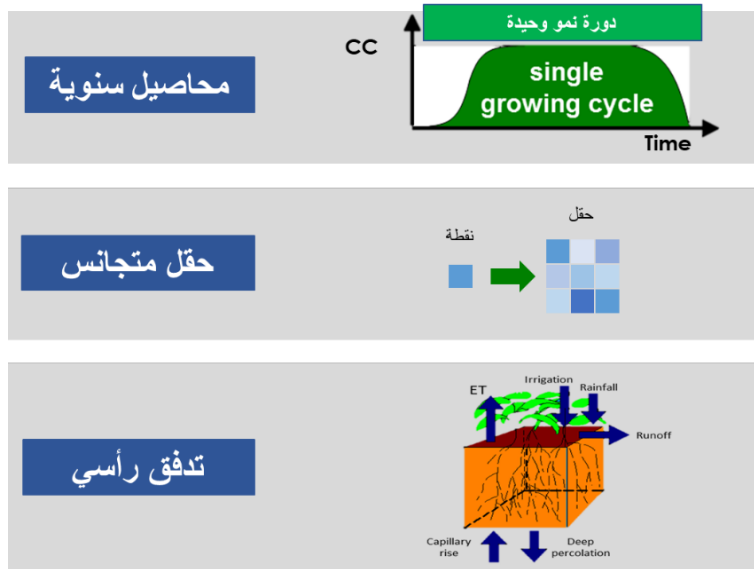 دورة نمو وحيدة
CC
محاصيل سنوية
single
growing cycle
Time
حقل
نقطة
حقل متجانس
Irrigation
Rainfall
ET
Runoff
تدفق رأسي
Capillary
rise
Deep
percolation